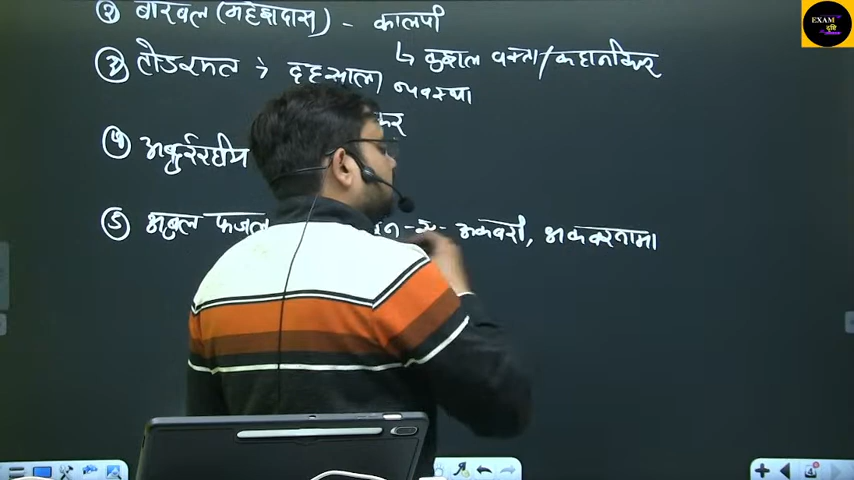 ② बीरबल (महेशदास) - कालपी
↳ कुशल वक्ता/कहानीकार
③ टोडरमल → दहसाला व्यवस्था
④ अब्दुर्रहीम
⑤ अबुल फजल अकबरी, अकबरनामा
EXAM
दृष्टि